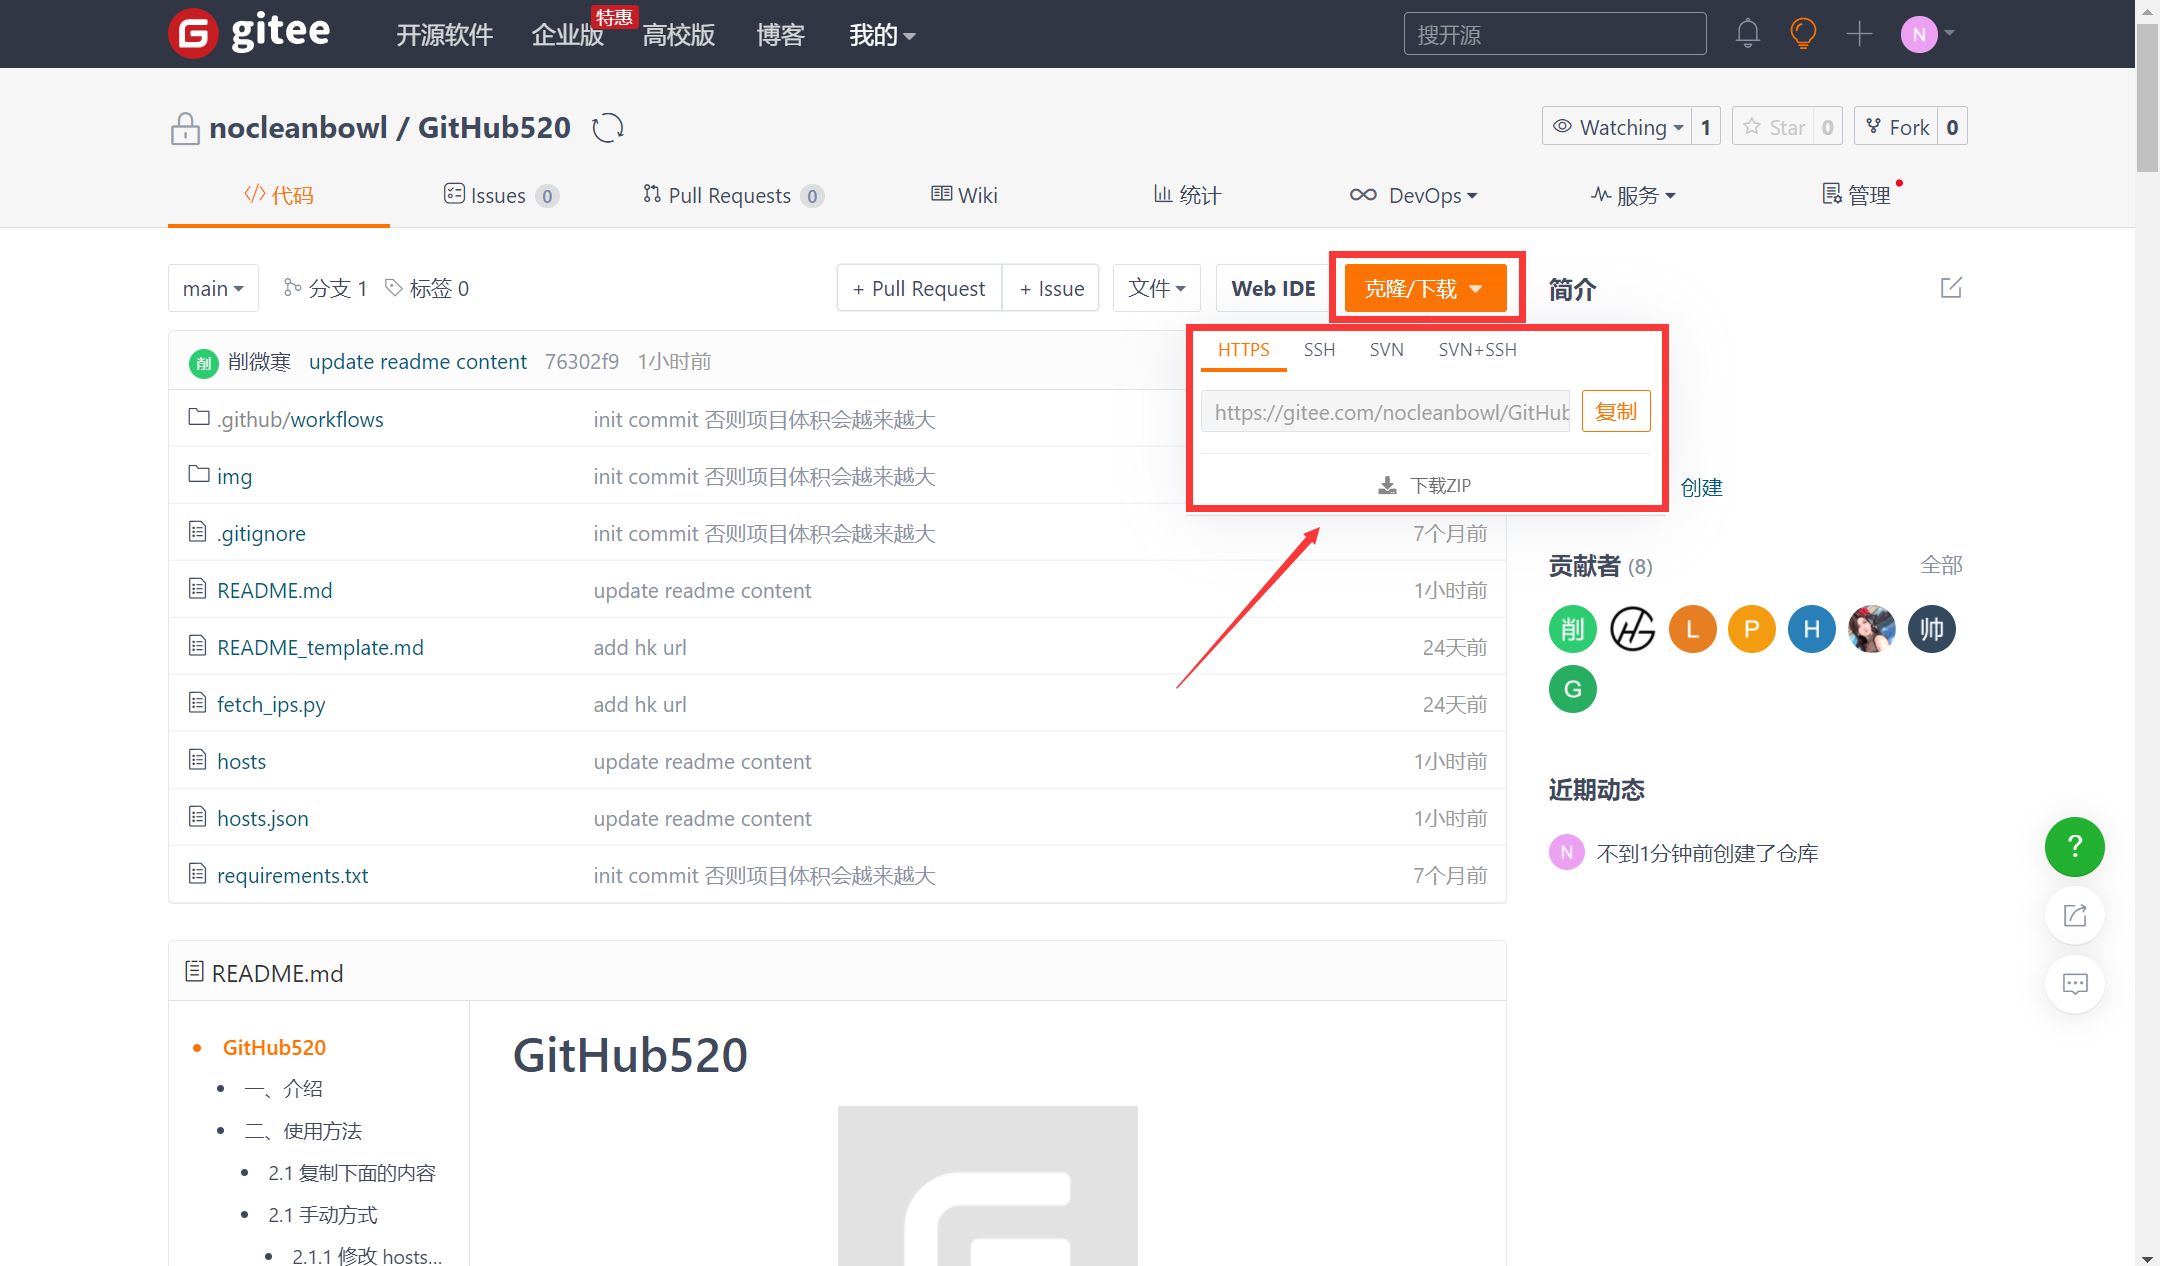 gitee
开源软件 企业版 特惠 高校版 博客 我的
搜开源
N
nocleanbowl / GitHub520
Watching 1 Star 0 Fork 0
代码 Issues 0 Pull Requests 0 Wiki 统计 DevOps 服务 管理
main 分支 1 标签 0
+ Pull Request + Issue 文件 Web IDE 克隆/下载
HTTPS SSH SVN SVN+SSH
https://gitee.com/nocleanbowl/GitHub 复制
下载ZIP
削 削微寒 update readme content 76302f9 1小时前
.github/workflows init commit 否则项目体积会越来越大
img init commit 否则项目体积会越来越大
.gitignore init commit 否则项目体积会越来越大 7个月前
README.md update readme content 1小时前
README_template.md add hk url 24天前
fetch_ips.py add hk url 24天前
hosts update readme content 1小时前
hosts.json update readme content 1小时前
requirements.txt init commit 否则项目体积会越来越大 7个月前
简介
创建
贡献者 (8) 全部
削 L P H 帅
G
近期动态
N 不到1分钟前创建了仓库
?
README.md
GitHub520
一、介绍
二、使用方法
2.1 复制下面的内容
2.1 手动方式
2.1.1 修改 hosts...
GitHub520